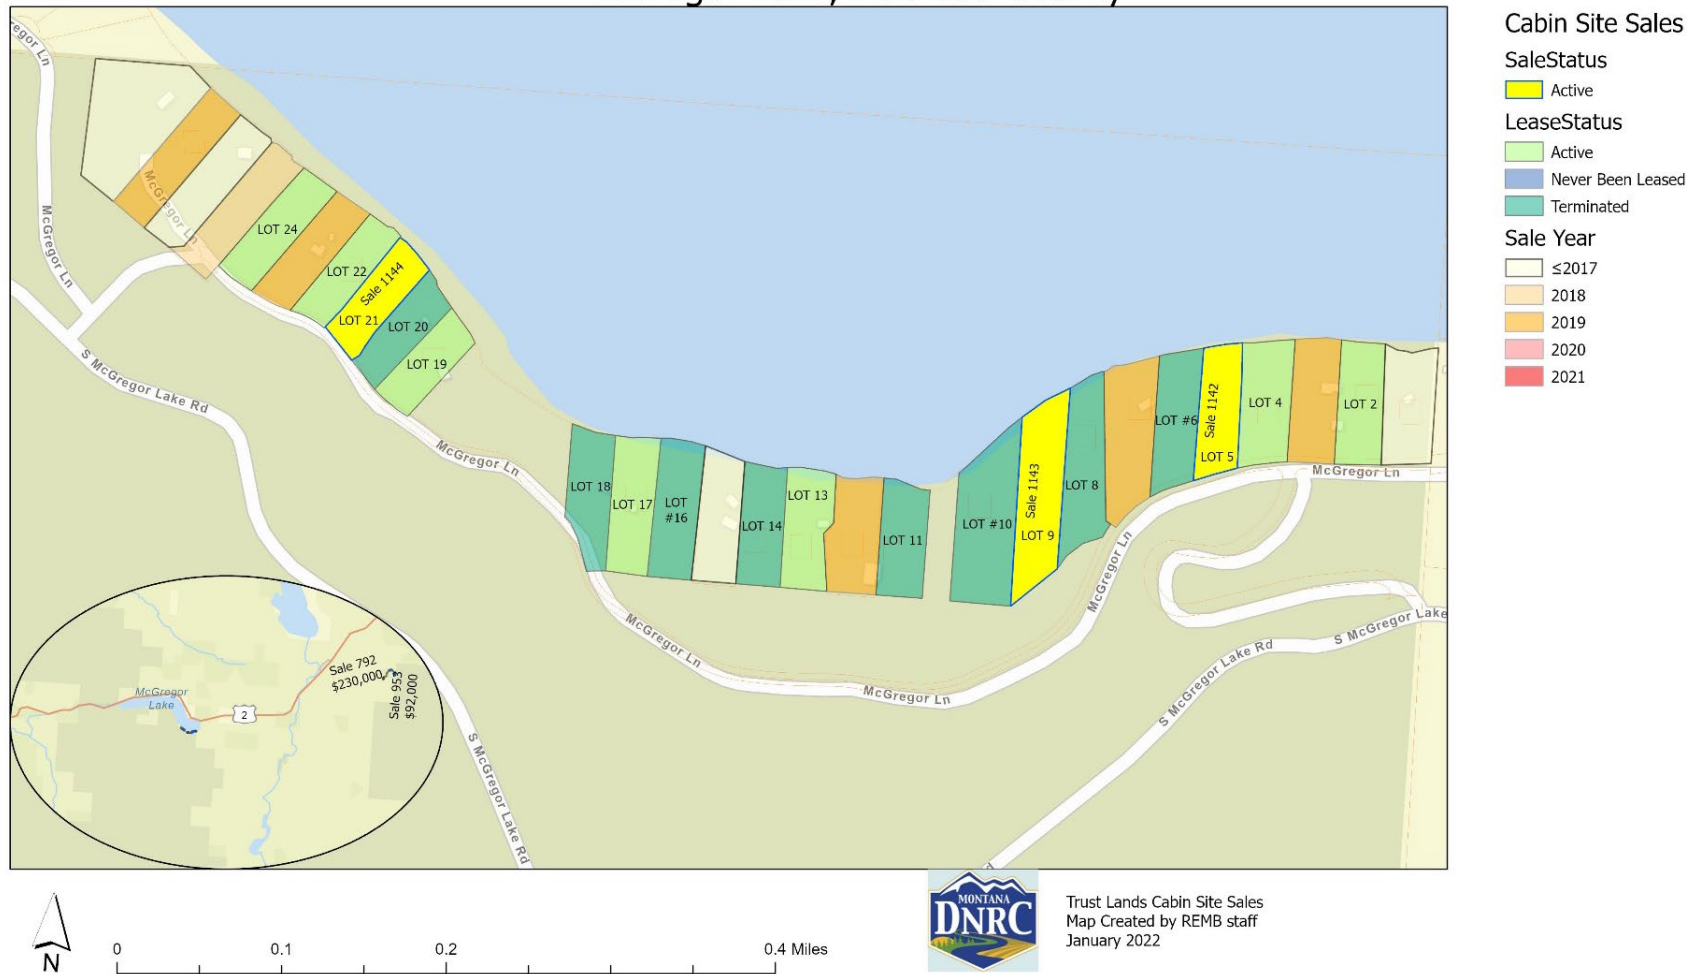 Cabin Site Sales
SaleStatus
Active
LeaseStatus
Active
Never Been Leased
Terminated
Sale Year
≤2017
2018
2019
2020
2021
McGregor Ln
McGregor Ln
McGregor Ln
LOT 24
LOT 22
Sale 1144
LOT 21
LOT 20
LOT 19
S McGregor Lake Rd
McGregor Ln
LOT 18
LOT 17
LOT
#16
LOT 14
LOT 13
LOT 11
LOT #10
Sale 1143
LOT 9
LOT 8
LOT #6
Sale 1142
LOT 5
LOT 4
LOT 2
McGregor Ln
McGregor Ln
McGregor Ln
McGregor Ln
S McGregor Lake Rd
S McGregor Lake
S McGregor Lake Rd
McGregor
Lake
2
Sale 792
$230,000
Sale 953
$92,000
N
0
0.1
0.2
0.4 Miles
MONTANA
DNRC
Trust Lands Cabin Site Sales
Map Created by REMB staff
January 2022